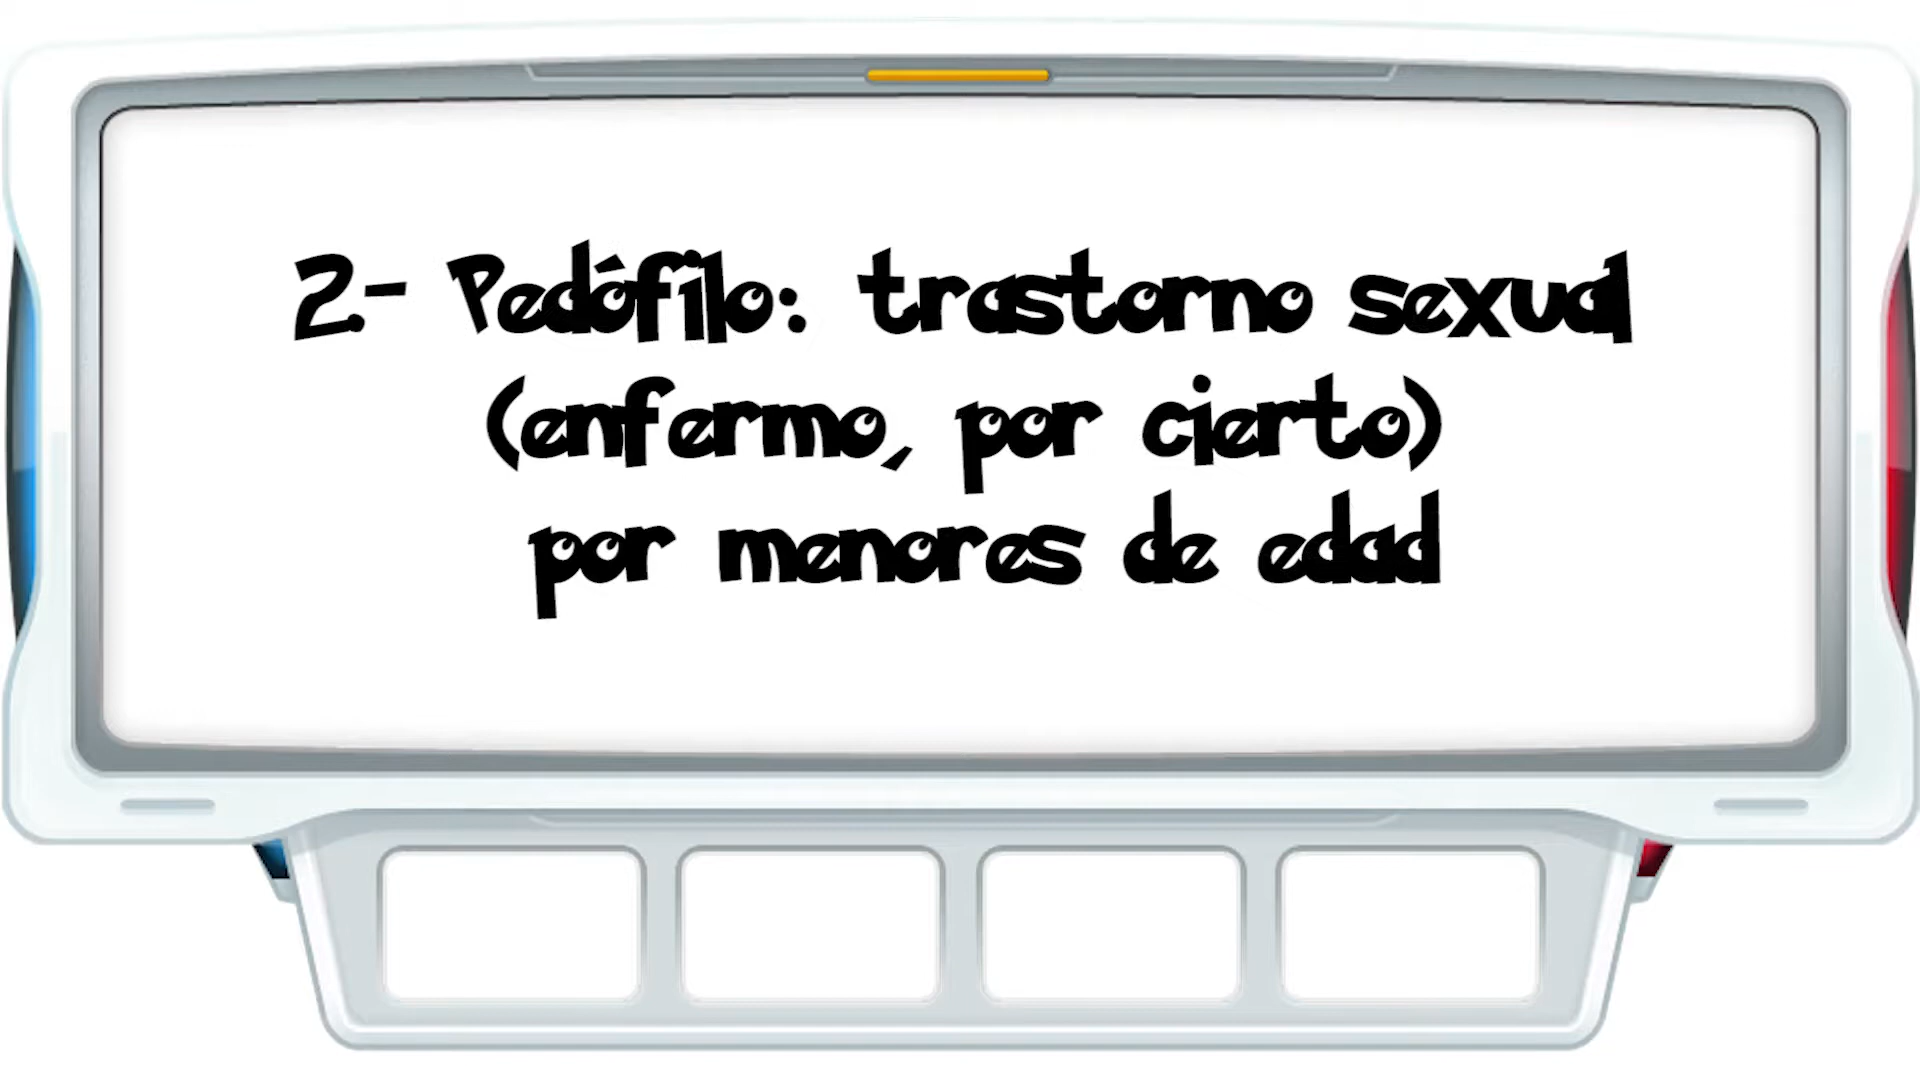 2.- Pedófilo: trastorno sexual
(enfermo, por cierto)
por menores de edad